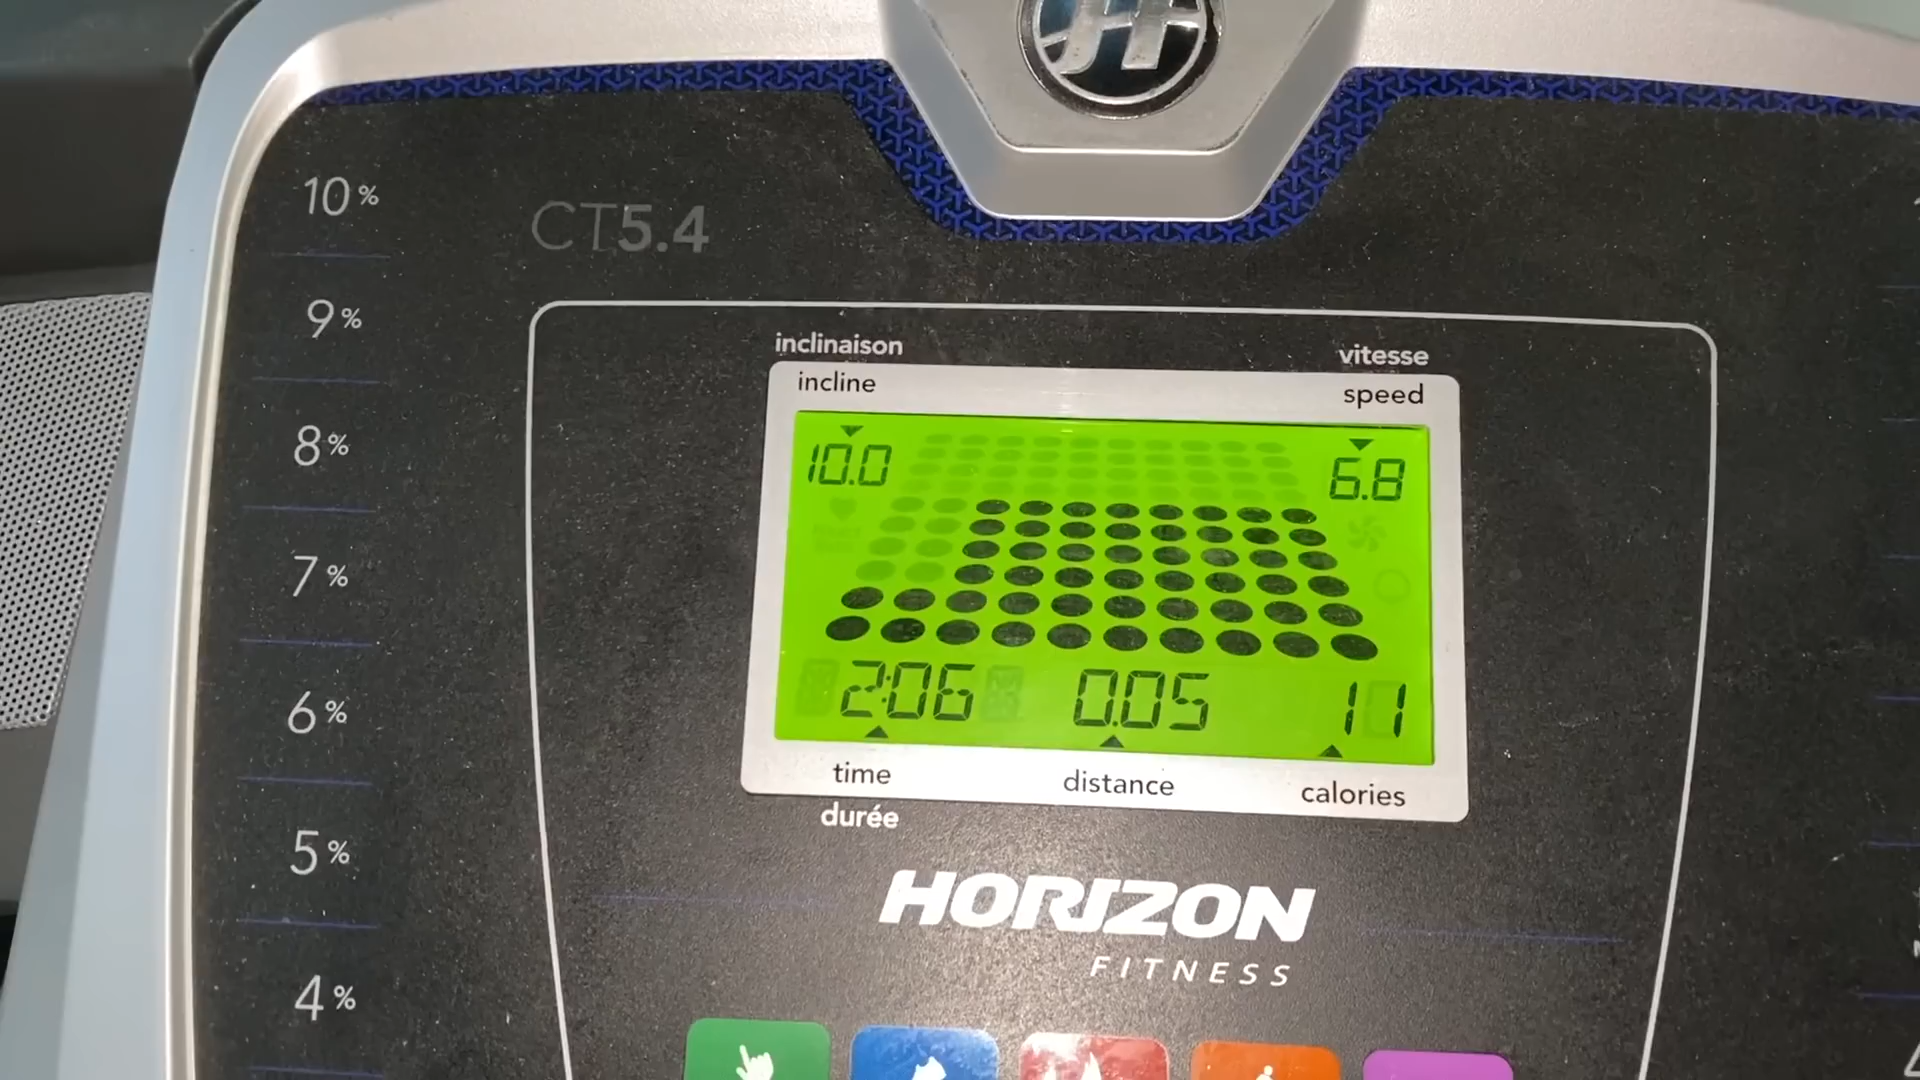 10%
9%
8%
7%
6%
5%
4%
CT5.4
inclinaison
vitesse
incline
speed
10.0
6.8
2:06
0.05
11
time
distance
calories
durée
HORIZON
FITNESS